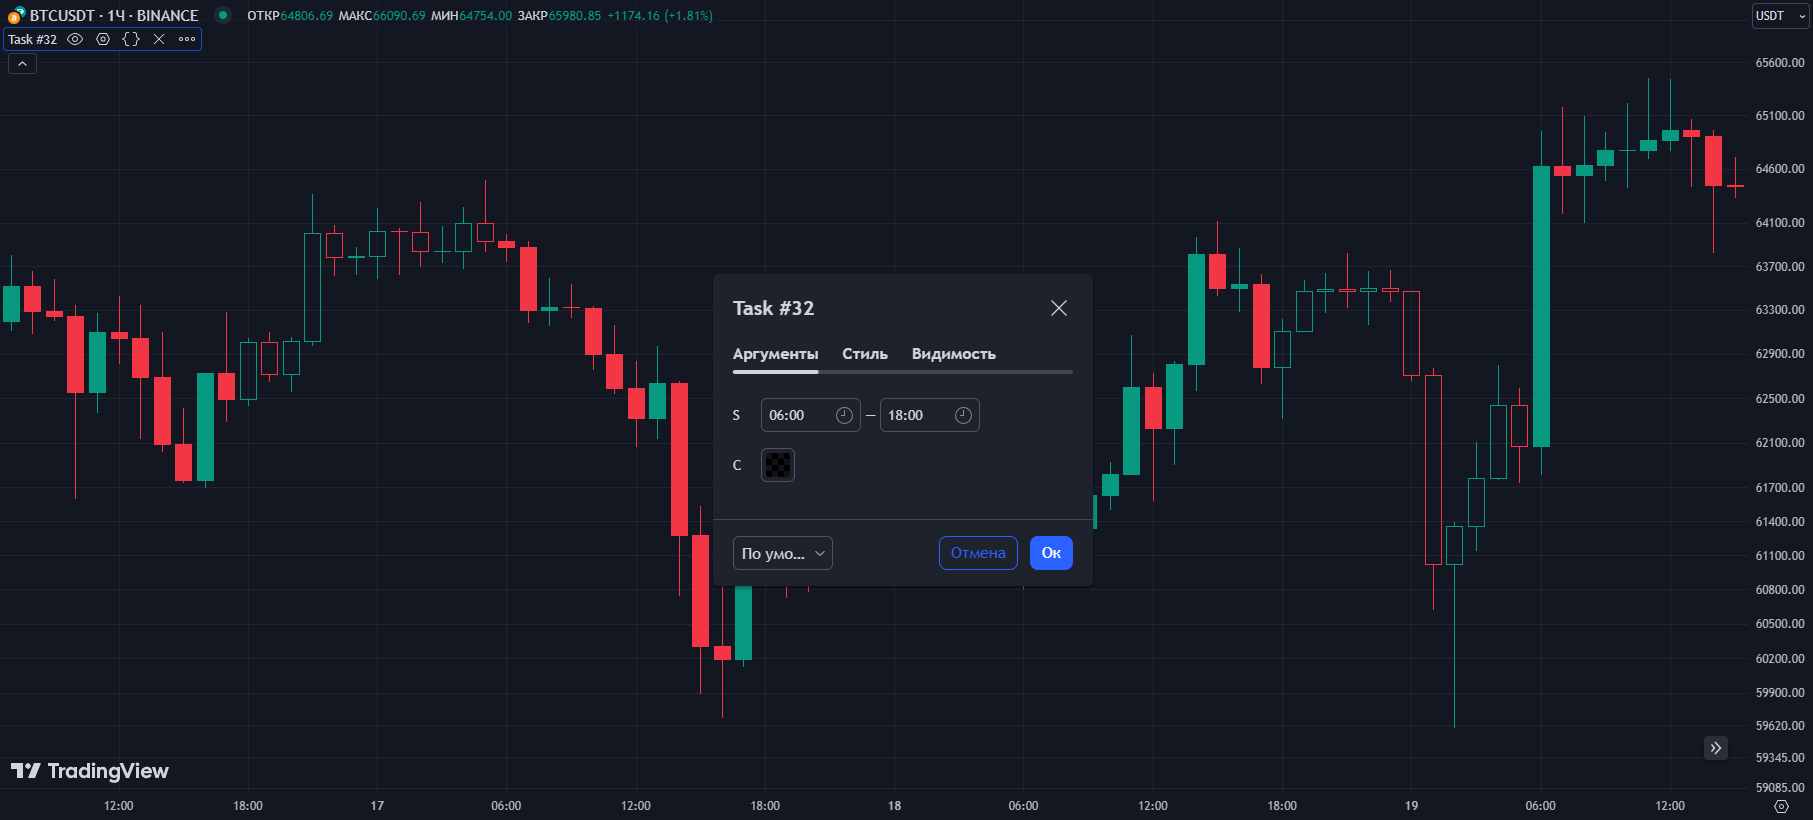 BTCUSDT · 1Ч · BINANCE ОТКР64806.69 МАКС66090.69 МИН64754.00 ЗАКР65980.85 +1174.16 (+1.81%)
USDT
Task #32
65600.00
65100.00
64600.00
64100.00
63700.00
63300.00
62900.00
62500.00
62100.00
61700.00
61400.00
61100.00
60800.00
60500.00
60200.00
59900.00
59620.00
59345.00
59085.00
Task #32
Аргументы Стиль Видимость
S 06:00 — 18:00
C
По умо... Отмена Ок
TradingView
12:00 18:00 17 06:00 12:00 18:00 18 06:00 12:00 18:00 19 06:00 12:00